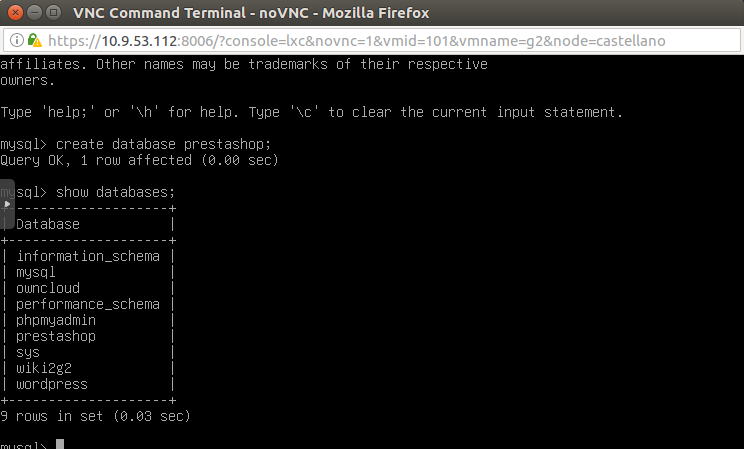 VNC Command Terminal - noVNC - Mozilla Firefox
https://10.9.53.112:8006/?console=lxc&novnc=1&vmid=101&vmname=g2&node=castellano
affiliates. Other names may be trademarks of their respective
owners.
Type 'help;' or '\h' for help. Type '\c' to clear the current input statement.
mysql> create database prestashop;
Query OK, 1 row affected (0.00 sec)
mysql> show databases;
+--------------------+
| Database           |
+--------------------+
| information_schema |
| mysql              |
| owncloud           |
| performance_schema |
| phpmyadmin         |
| prestashop         |
| sys                |
| wiki2g2            |
| wordpress          |
+--------------------+
9 rows in set (0.03 sec)
mysql>